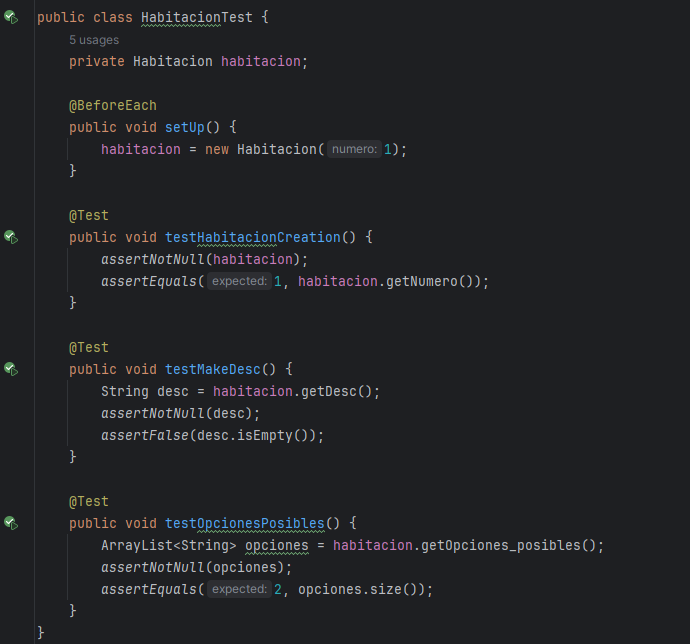 public class HabitacionTest {
5 usages
private Habitacion habitacion;
@BeforeEach
public void setUp() {
habitacion = new Habitacion( numero: 1);
}
@Test
public void testHabitacionCreation() {
assertNotNull(habitacion);
assertEquals( expected: 1, habitacion.getNumero());
}
@Test
public void testMakeDesc() {
String desc = habitacion.getDesc();
assertNotNull(desc);
assertFalse(desc.isEmpty());
}
@Test
public void testOpcionesPosibles() {
ArrayList<String> opciones = habitacion.getOpciones_posibles();
assertNotNull(opciones);
assertEquals( expected: 2, opciones.size());
}
}